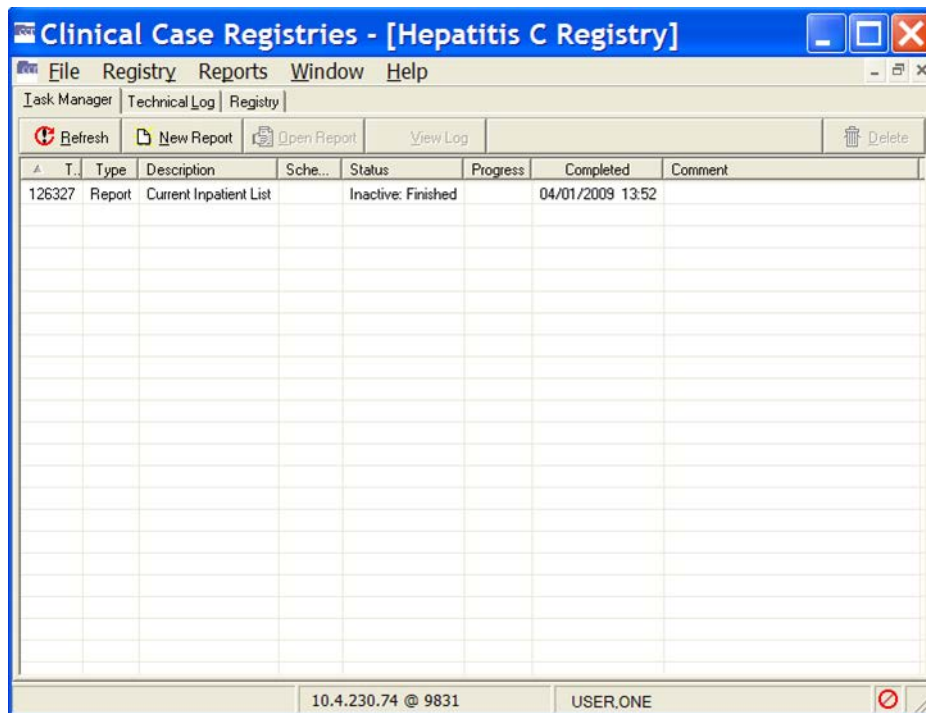 Clinical Case Registries - [Hepatitis C Registry]
File Registry Reports Window Help
Task Manager Technical Log Registry
Refresh New Report Open Report View Log Delete
T.. Type Description Sche... Status Progress Completed Comment
126327 Report Current Inpatient List Inactive: Finished 04/01/2009 13:52
10.4.230.74 @ 9831 USER,ONE